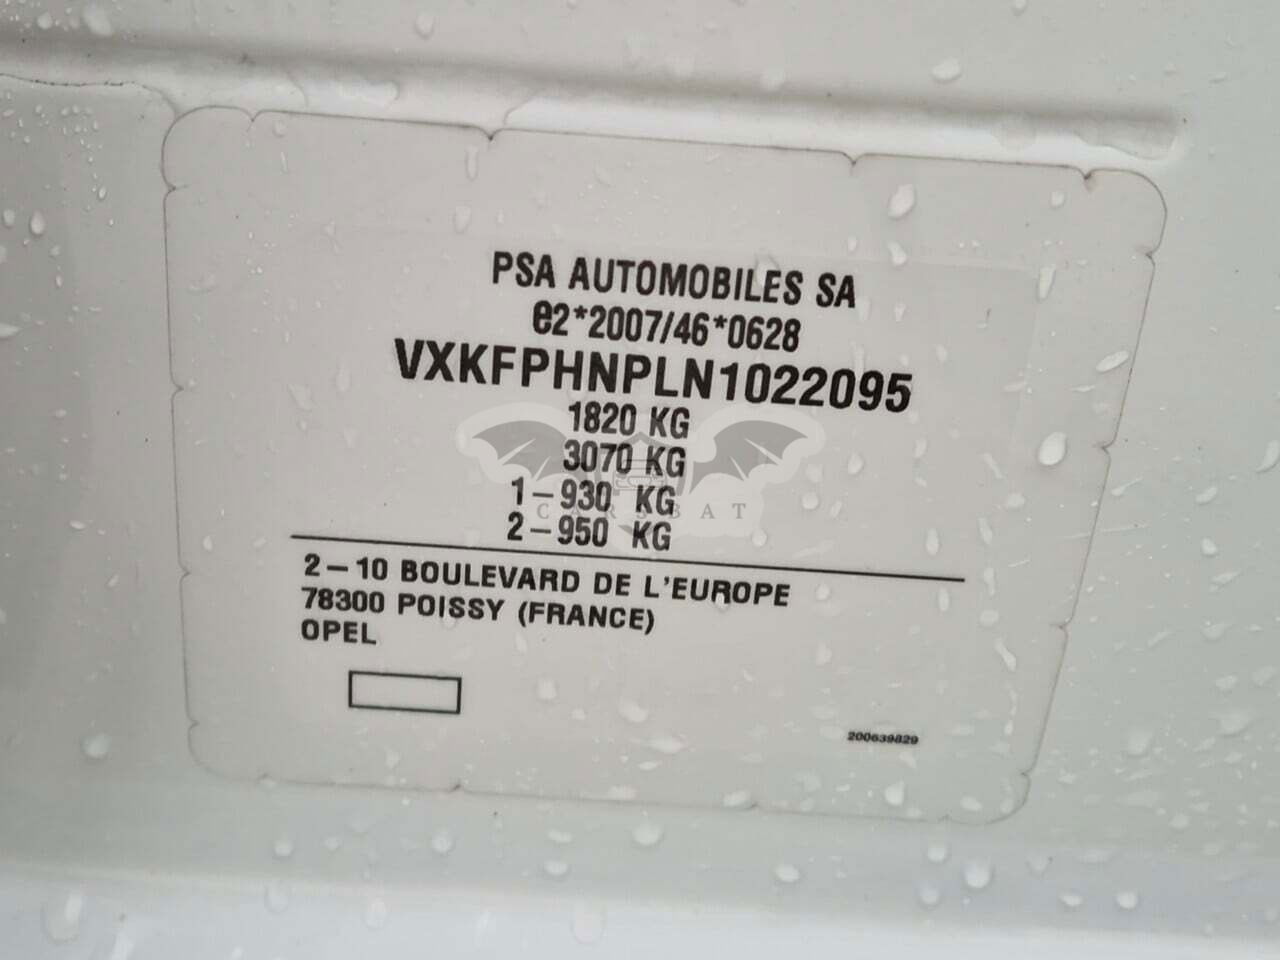 PSA AUTOMOBILES SA
e2*2007/46*0628
VXKFPHNPLN1022095
1820 KG
3070 KG
1-930 KG
2-950 KG
CARSBAT
2-10 BOULEVARD DE L'EUROPE
78300 POISSY (FRANCE)
OPEL
200639829